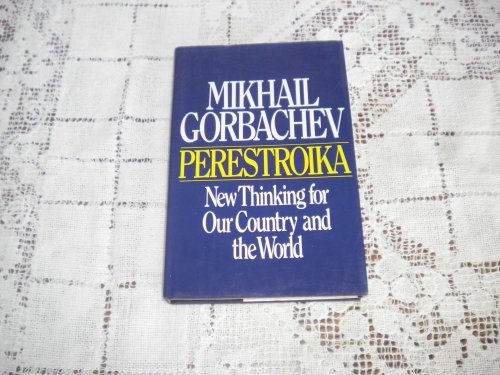 MIKHAIL
GORBACHEV
PERESTROIKA
New Thinking for
Our Country and
the World